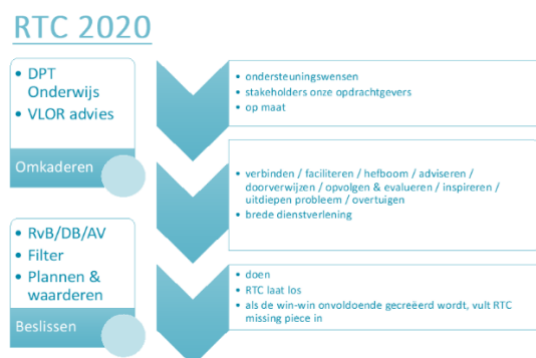 RTC 2020
• DPT
Onderwijs
• VLOR advies
Omkaderen
• RvB/DB/AV
• Filter
• Plannen &
waarderen
Beslissen
• ondersteuningswensen
• stakeholders onze opdrachtgevers
• op maat
• verbinden / faciliteren / hefboom / adviseren /
doorverwijzen / opvolgen & evalueren / inspireren /
uitdiepen probleem / overtuigen
• brede dienstverlening
• doen
• RTC laat los
• als de win-win onvoldoende gecreëerd wordt, vult RTC
missing piece in